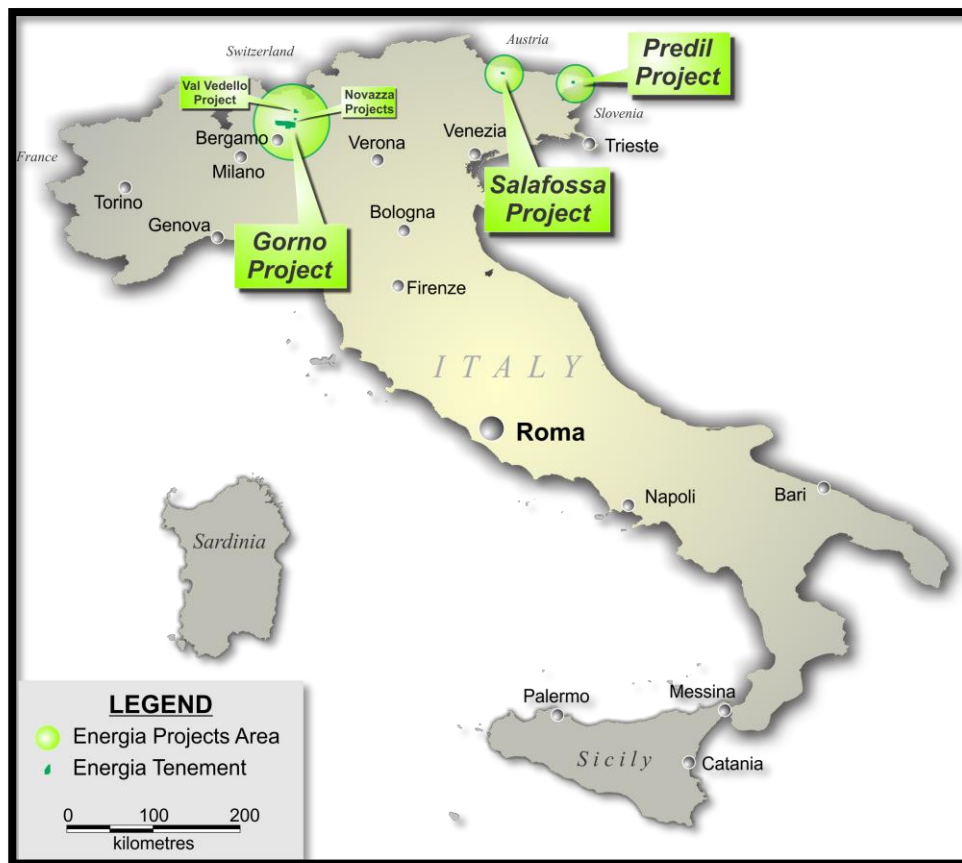 Switzerland
Austria
Predil
Project
Val Vedello
Project
Novazza
Projects
Slovenia
Bergamo
Venezia
Trieste
Verona
France
Milano
Salafossa
Project
Torino
Bologna
Genova
Gorno
Project
Firenze
ITALY
Roma
Napoli
Bari
Sardinia
LEGEND
Energia Projects Area
Energia Tenement
0 100 200
kilometres
Palermo
Messina
Sicily
Catania